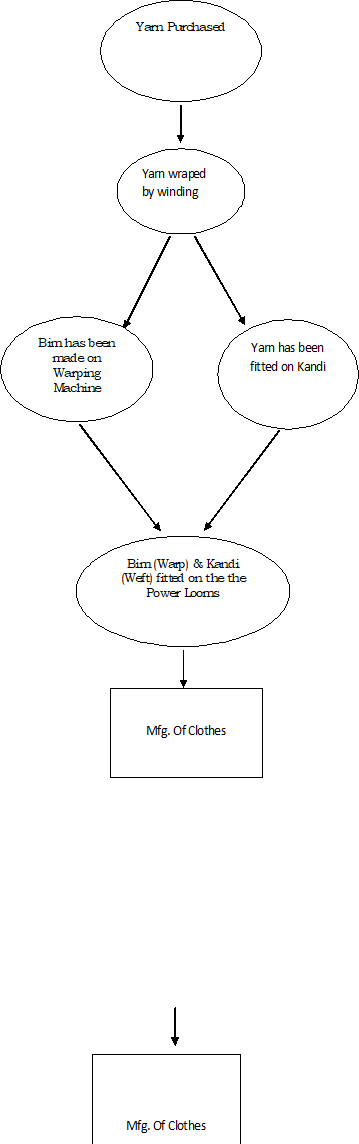 Yarn Purchased
Yarn wraped
by winding
Bim has been
made on
Warping
Machine
Yarn has been
fitted on Kandi
Bim (Warp) & Kandi
(Weft) fitted on the the
Power Looms
Mfg. Of Clothes
Mfg. Of Clothes